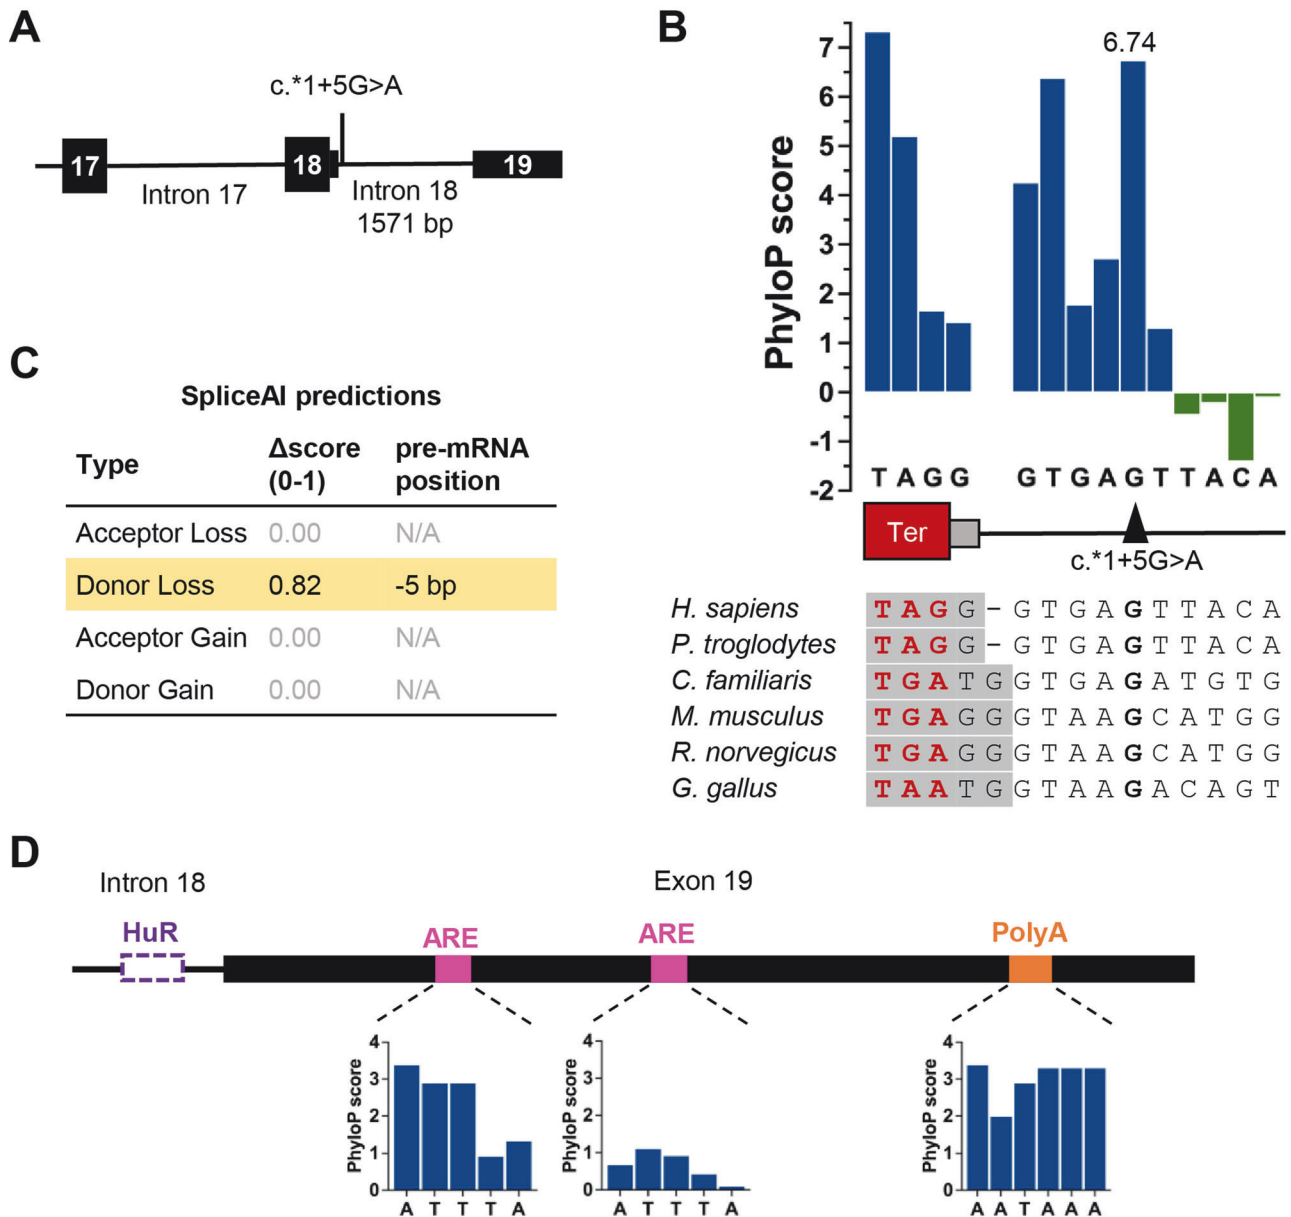 A
c.*1+5G>A
17
18
19
Intron 17
Intron 18
1571 bp
B
6.74
PhyloP score
7
6
5
4
3
2
1
0
-1
-2
T A G G G T G A G T T A C A
Ter
c.*1+5G>A
H. sapiens T A G G - G T G A G T T A C A
P. troglodytes T A G G - G T G A G T T A C A
C. familiaris T G A T G G T G A G A T G T G
M. musculus T G A G G G T A A G C A T G G
R. norvegicus T G A G G G T A A G C A T G G
G. gallus T A A T G G T A A G A C A G T
C
SpliceAI predictions
Type Δscore (0-1) pre-mRNA position
Acceptor Loss 0.00 N/A
Donor Loss 0.82 -5 bp
Acceptor Gain 0.00 N/A
Donor Gain 0.00 N/A
D
Intron 18
Exon 19
HuR
ARE
ARE
PolyA
PhyloP score
4
3
2
1
0
A T T T A
PhyloP score
4
3
2
1
0
A T T T A
PhyloP score
4
3
2
1
0
A A T A A A